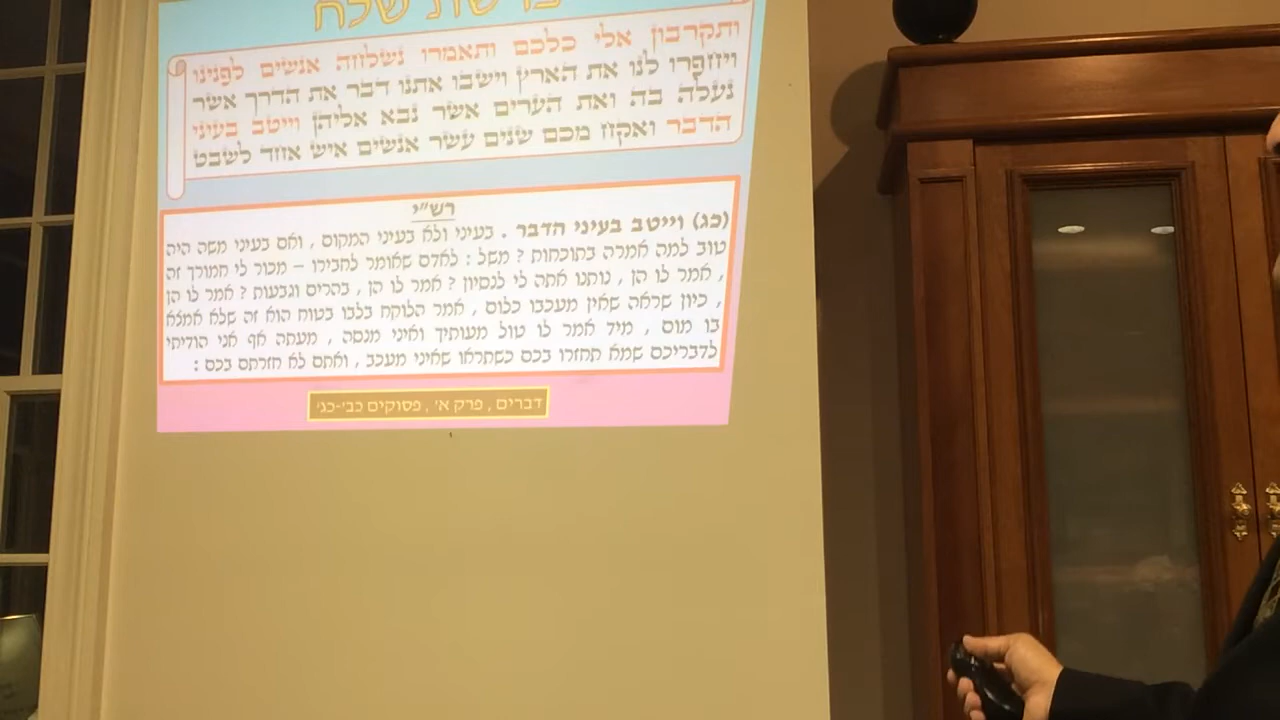 פרשת שלח
ותקרבון אלי כלכם ותאמרו נשלחה אנשים לפנינו
ויחפרו לנו את הארץ וישבו אתנו דבר את הדרך אשר
נעלה בה ואת הערים אשר נבא אליהן וייטב בעיני
הדבר ואקח מכם שנים עשר אנשים איש אחד לשבט
רש"י
(כג) וייטב בעיני הדבר . בעיני ולא בעיני המקום , ואם בעיני משה היה
טוב למה אמרה בתוכחות ? משל : לאדם שאומר לחבירו – מכור לי חמורך זה
, אמר לו הן , נותנו אתה לי לנסיון ? אמר לו הן , בהרים וגבעות ? אמר לו הן
, כיון שראה שאין מעכבו כלום , אמר הלוקח בלבו בטוח הוא זה שלא אמצא
בו מום , מיד אמר לו טול מעותיך ואיני מנסה , מעתה אף אני הודיתי
לדבריכם שמא תחזרו בכם כשתראו שאיני מעכב , ואתם לא חזרתם בכם :
דברים , פרק א' , פסוקים כב'-כג'